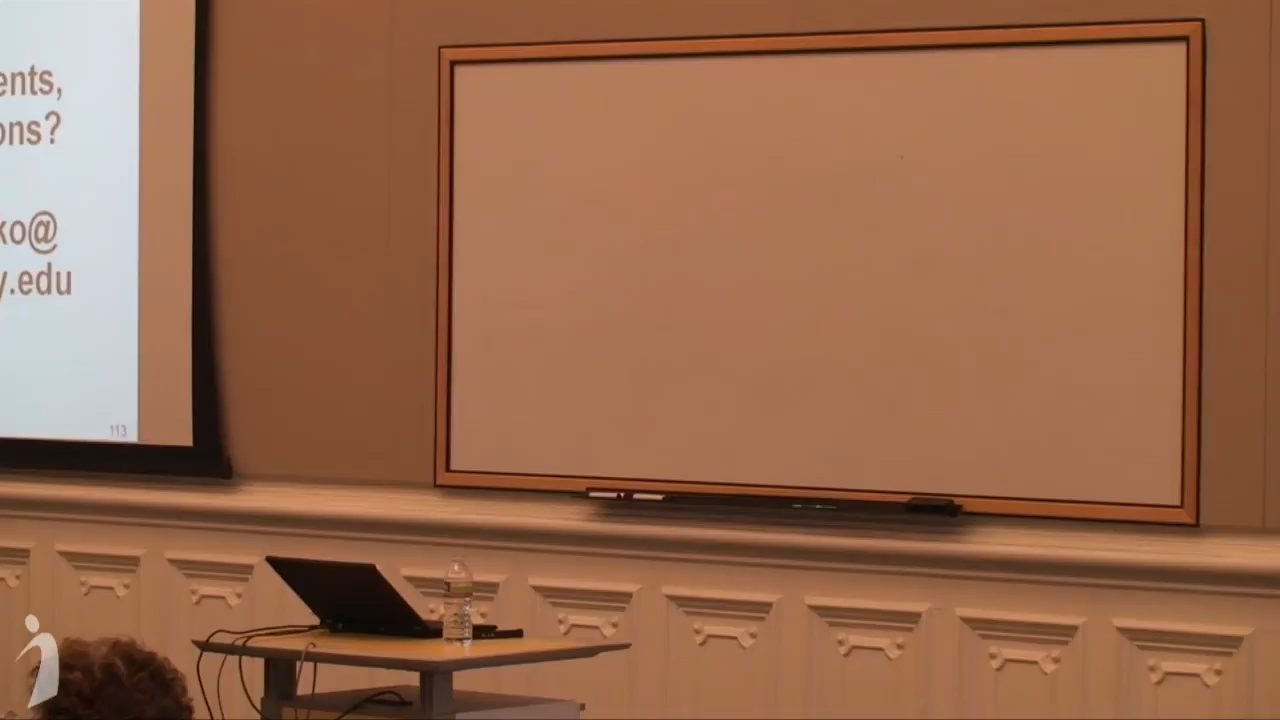 ents,
ons?
ko@
y.edu
113